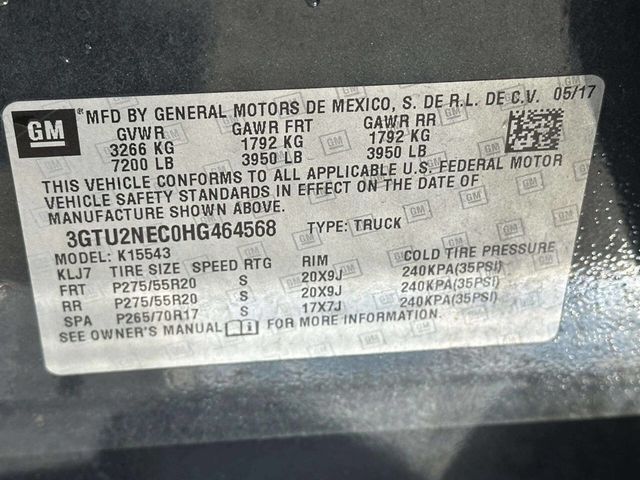 GM
MFD BY GENERAL MOTORS DE MEXICO, S. DE R.L. DE C.V. 05/17
GVWR GAWR FRT GAWR RR
3266 KG 1792 KG 1792 KG
7200 LB 3950 LB 3950 LB
THIS VEHICLE CONFORMS TO ALL APPLICABLE U.S. FEDERAL MOTOR
VEHICLE SAFETY STANDARDS IN EFFECT ON THE DATE OF
MANUFACTURE SHOWN ABOVE.
3GTU2NEC0HG464568 TYPE: TRUCK
MODEL: K15543
KLJ7 TIRE SIZE SPEED RTG RIM COLD TIRE PRESSURE
FRT P275/55R20 S 20X9J 240KPA(35PSI)
RR P275/55R20 S 20X9J 240KPA(35PSI)
SPA P265/70R17 S 17X7J 240KPA(35PSI)
SEE OWNER'S MANUAL FOR MORE INFORMATION.